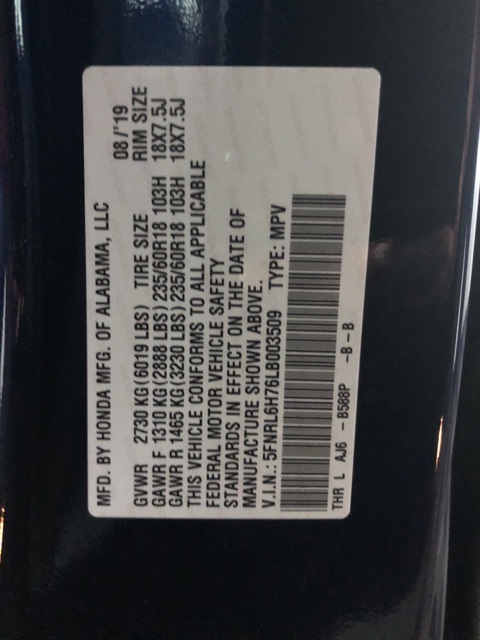 MFD. BY HONDA MFG. OF ALABAMA, LLC 08/'19
GVWR 2730 KG(6019 LBS) TIRE SIZE RIM SIZE
GAWR F 1310 KG(2888 LBS)235/60R18 103H 18X7.5J
GAWR R 1465 KG(3230 LBS)235/60R18 103H 18X7.5J
THIS VEHICLE CONFORMS TO ALL APPLICABLE
FEDERAL MOTOR VEHICLE SAFETY
STANDARDS IN EFFECT ON THE DATE OF
MANUFACTURE SHOWN ABOVE.
V.I.N.:5FNRL6H76LB003509 TYPE: MPV
THR L AJ6 - B588P -B-B